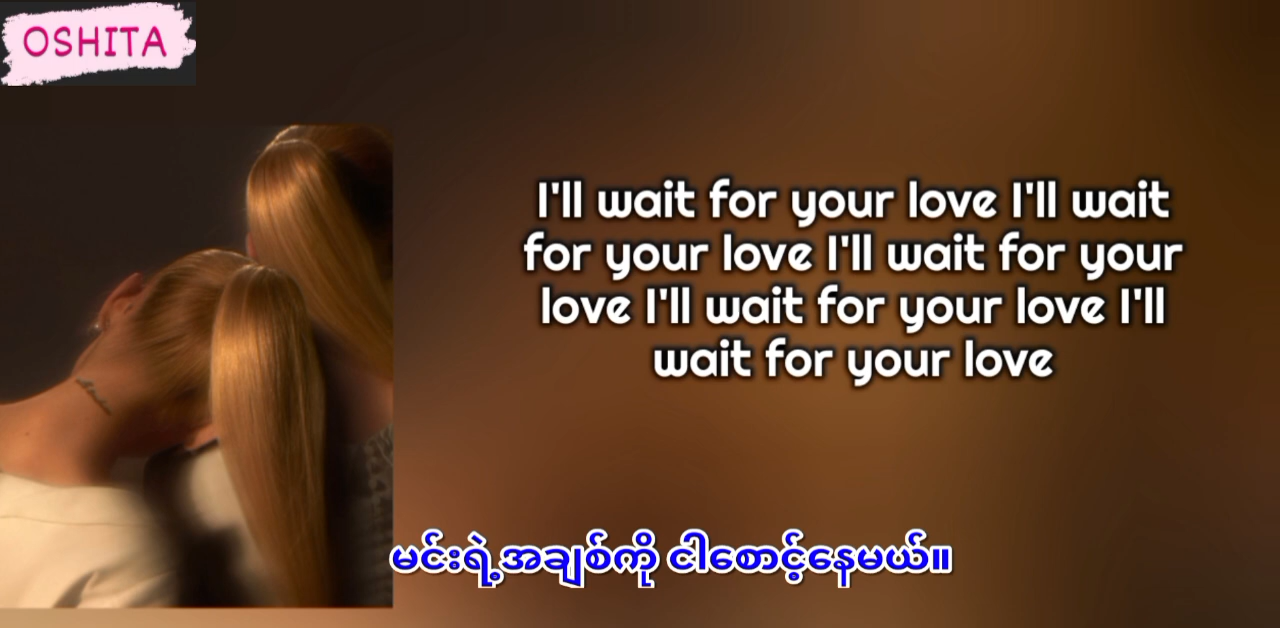 OSHITA
I'll wait for your love I'll wait
for your love I'll wait for your
love I'll wait for your love I'll
wait for your love
မင်းရဲ့အချစ်ကို ငါစောင့်နေမယ်။